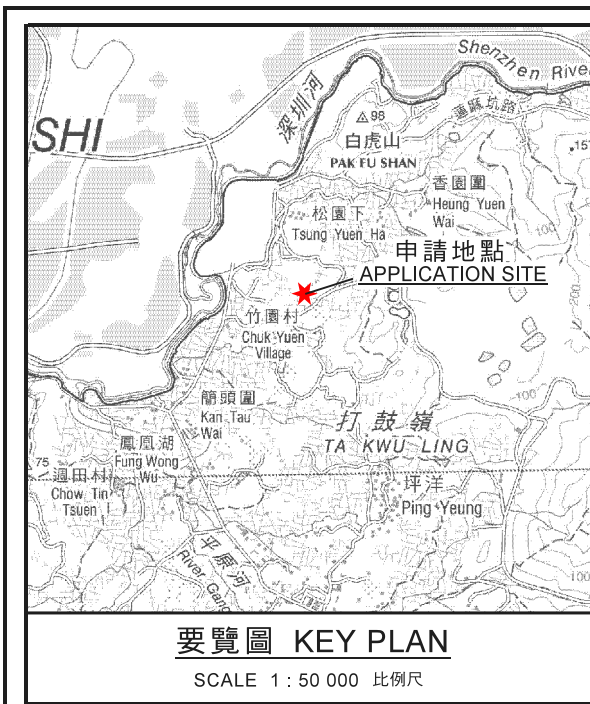 Shenzhen River
深圳河
蓮麻坑路
SHI
98
白虎山
PAK FU SHAN
157
香園圍
Heung Yuen
Wai
松園下
Tsung Yuen Ha
100
申請地點
APPLICATION SITE
200
竹園村
Chuk Yuen
Village
簡頭圍
Kan Tau
Wai
100
打鼓嶺
TA KWU LING
鳳凰湖
Fung Wong
Wu
75
週田村
Chow Tin
Tsuen
坪洋
Ping Yeung
平原河
River Gang
100
要覽圖 KEY PLAN
SCALE 1 : 50 000 比例尺